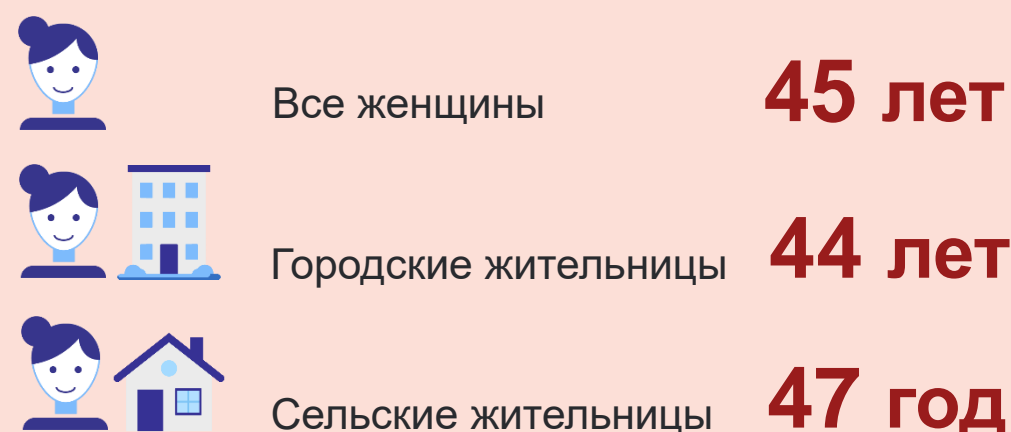 Все женщины 45 лет
Городские жительницы 44 лет
Сельские жительницы 47 год